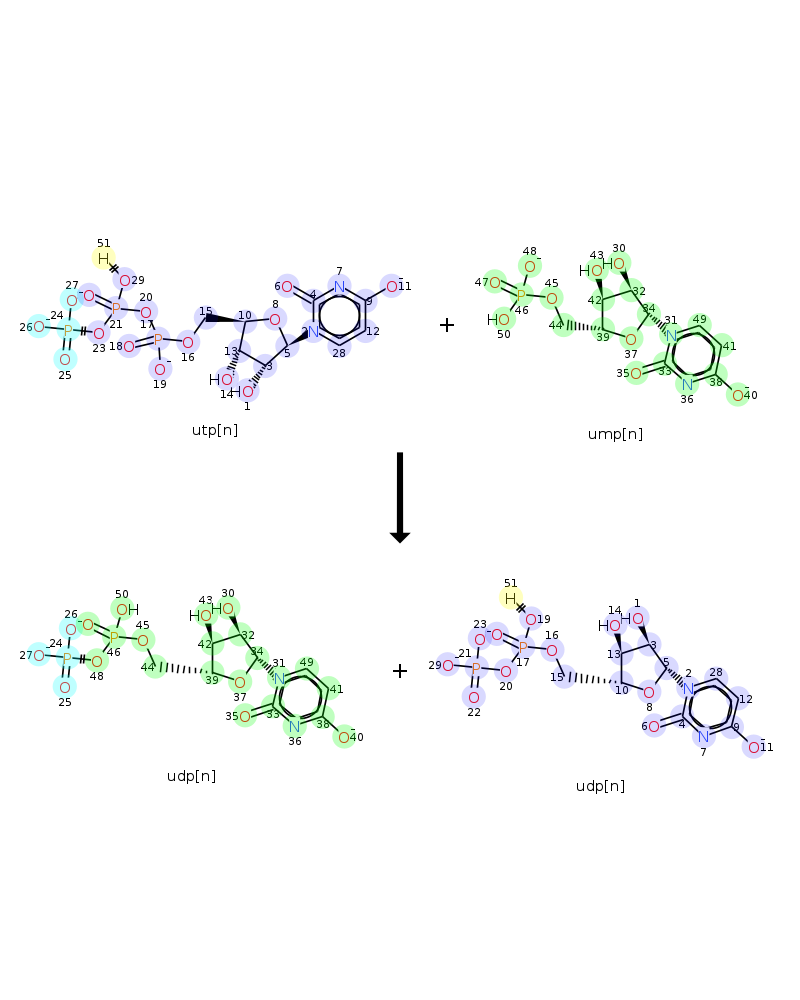 51
H
27 29
O⁻ O O
7
6 O N O⁻ 11
4 9
24 P 21 P 20 O 15 10 8 O
26 O 23 O 17 P 2 N 12
25 O 18 O 16 O 13 3 5 28
19 O⁻ HO 14 HO 1
utp[n]
+
48 43 30
O⁻ HO HO
47 O 45 42 32
P 46 O 34 31 49
HO 50 44 39 O 37 N 41
35 O 33 N 36 38 O⁻ 40
ump[n]
50 43 30
26 OH HO HO
O⁻ O 45 42 32
27 O⁻ 24 P 46 P O 34 31 49
25 O 48 O 44 39 O 37 N 41
35 O 33 N 36 38 O⁻ 40
udp[n]
+
51
H
19 14 1
23 O⁻ O O HO HO
29 O⁻ 21 P 17 P 16 O 13 3 5 2 28
22 O 20 O 15 10 O 8 N 12
6 O 4 N 7 9 O⁻ 11
udp[n]